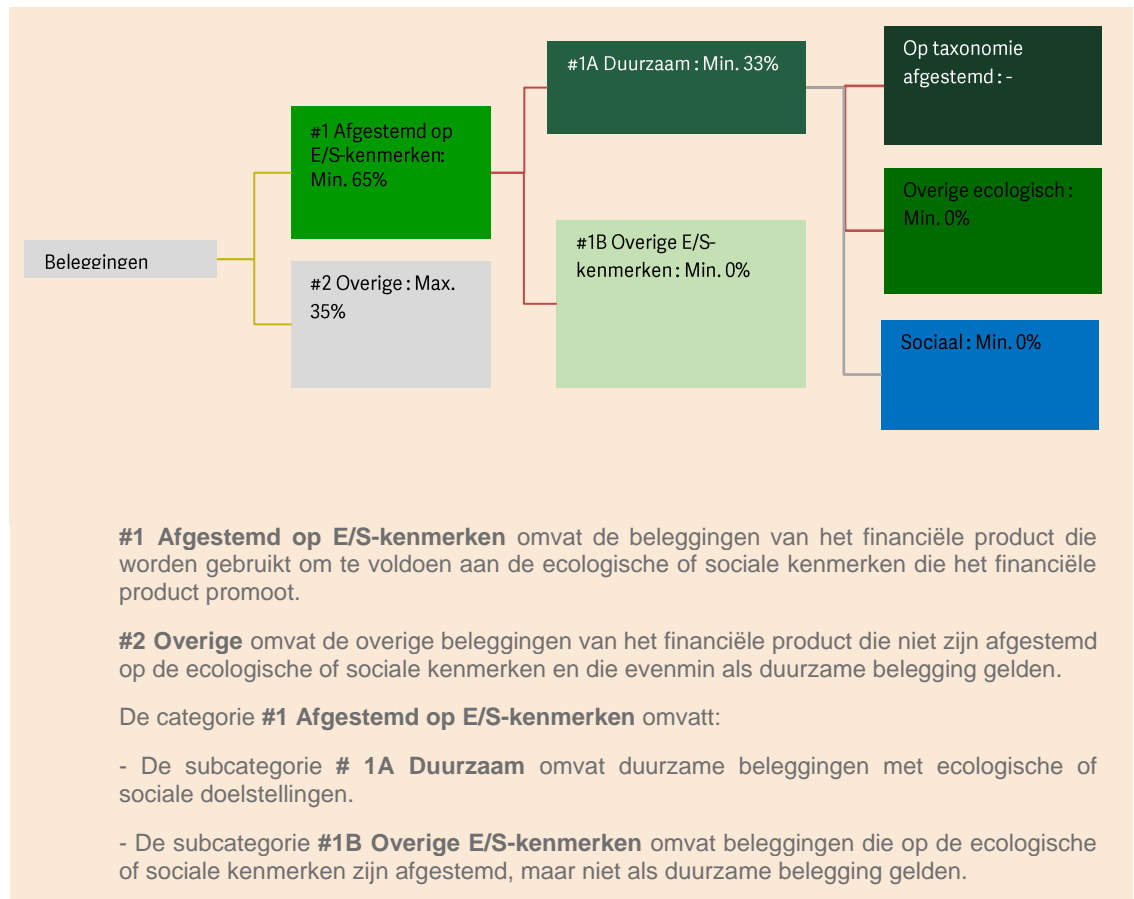 #1A Duurzaam : Min. 33%
Op taxonomie
afgestemd : -
#1 Afgestemd op
E/S-kenmerken:
Min. 65%
Overige ecologisch :
Min. 0%
#1B Overige E/S-
kenmerken : Min. 0%
Beleggingen
#2 Overige : Max.
35%
Sociaal : Min. 0%
#1 Afgestemd op E/S-kenmerken omvat de beleggingen van het financiële product die
worden gebruikt om te voldoen aan de ecologische of sociale kenmerken die het financiële
product promoot.
#2 Overige omvat de overige beleggingen van het financiële product die niet zijn afgestemd
op de ecologische of sociale kenmerken en die evenmin als duurzame belegging gelden.
De categorie #1 Afgestemd op E/S-kenmerken omvatt:
- De subcategorie # 1A Duurzaam omvat duurzame beleggingen met ecologische of
sociale doelstellingen.
- De subcategorie #1B Overige E/S-kenmerken omvat beleggingen die op de ecologische
of sociale kenmerken zijn afgestemd, maar niet als duurzame belegging gelden.